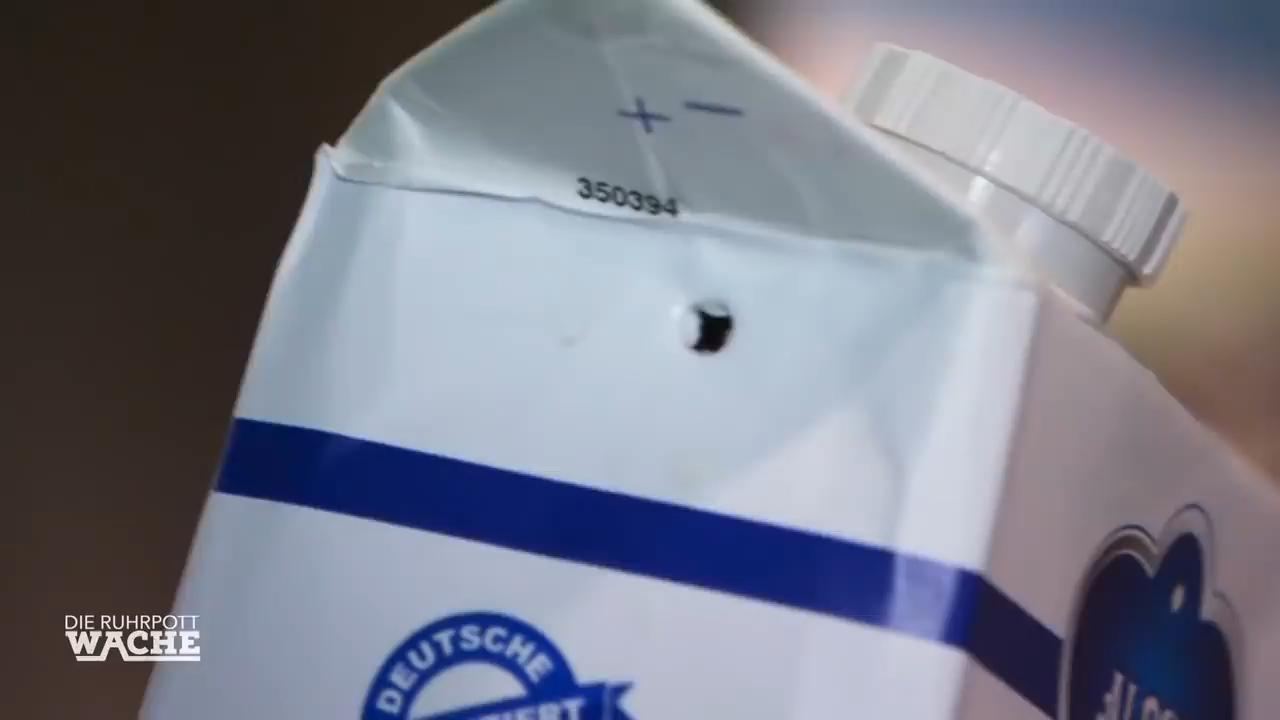 + −
350394
DEUTSCHE
DIE RUHRPOTT
WACHE